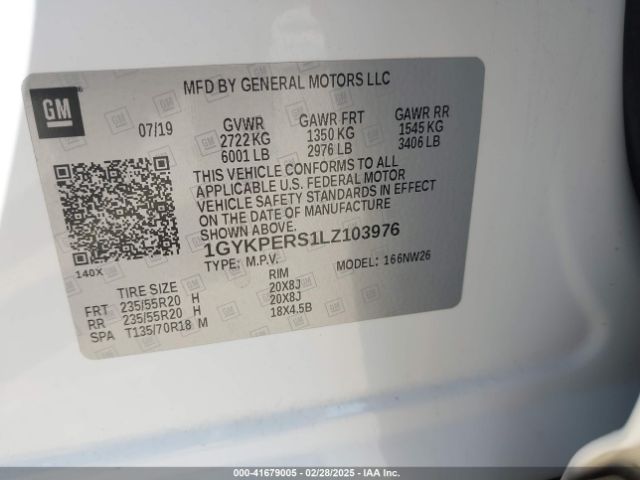 GM
MFD BY GENERAL MOTORS LLC
07/19
GVWR
2722 KG
6001 LB
GAWR FRT
1350 KG
2976 LB
GAWR RR
1545 KG
3406 LB
THIS VEHICLE CONFORMS TO ALL
APPLICABLE U.S. FEDERAL MOTOR
VEHICLE SAFETY STANDARDS IN EFFECT
ON THE DATE OF MANUFACTURE
SHOWN ABOVE.
1GYKPERS1LZ103976
TYPE: M.P.V. MODEL: 166NW26
140X
TIRE SIZE RIM
FRT 235/55R20 H 20X8J
RR 235/55R20 H 20X8J
SPA T135/70R18 M 18X4.5B
000-41679005 - 02/28/2025 - IAA Inc.